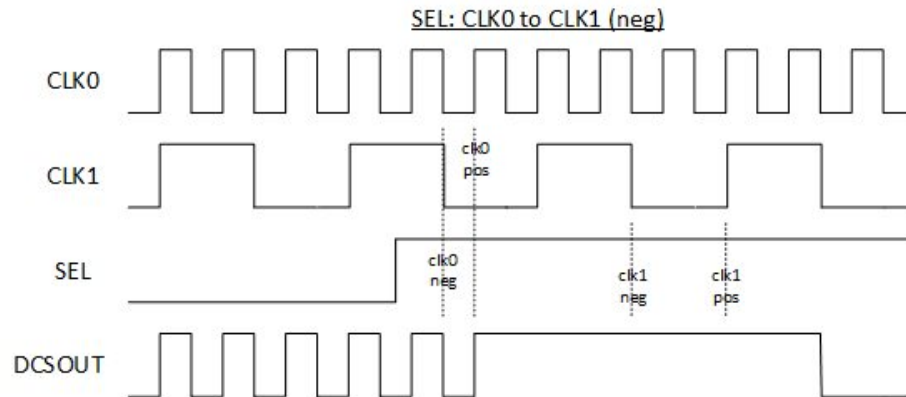 SEL: CLK0 to CLK1 (neg)
CLK0
CLK1
clk0
pos
SEL
clk0
neg
clk1
neg
clk1
pos
DCSOUT